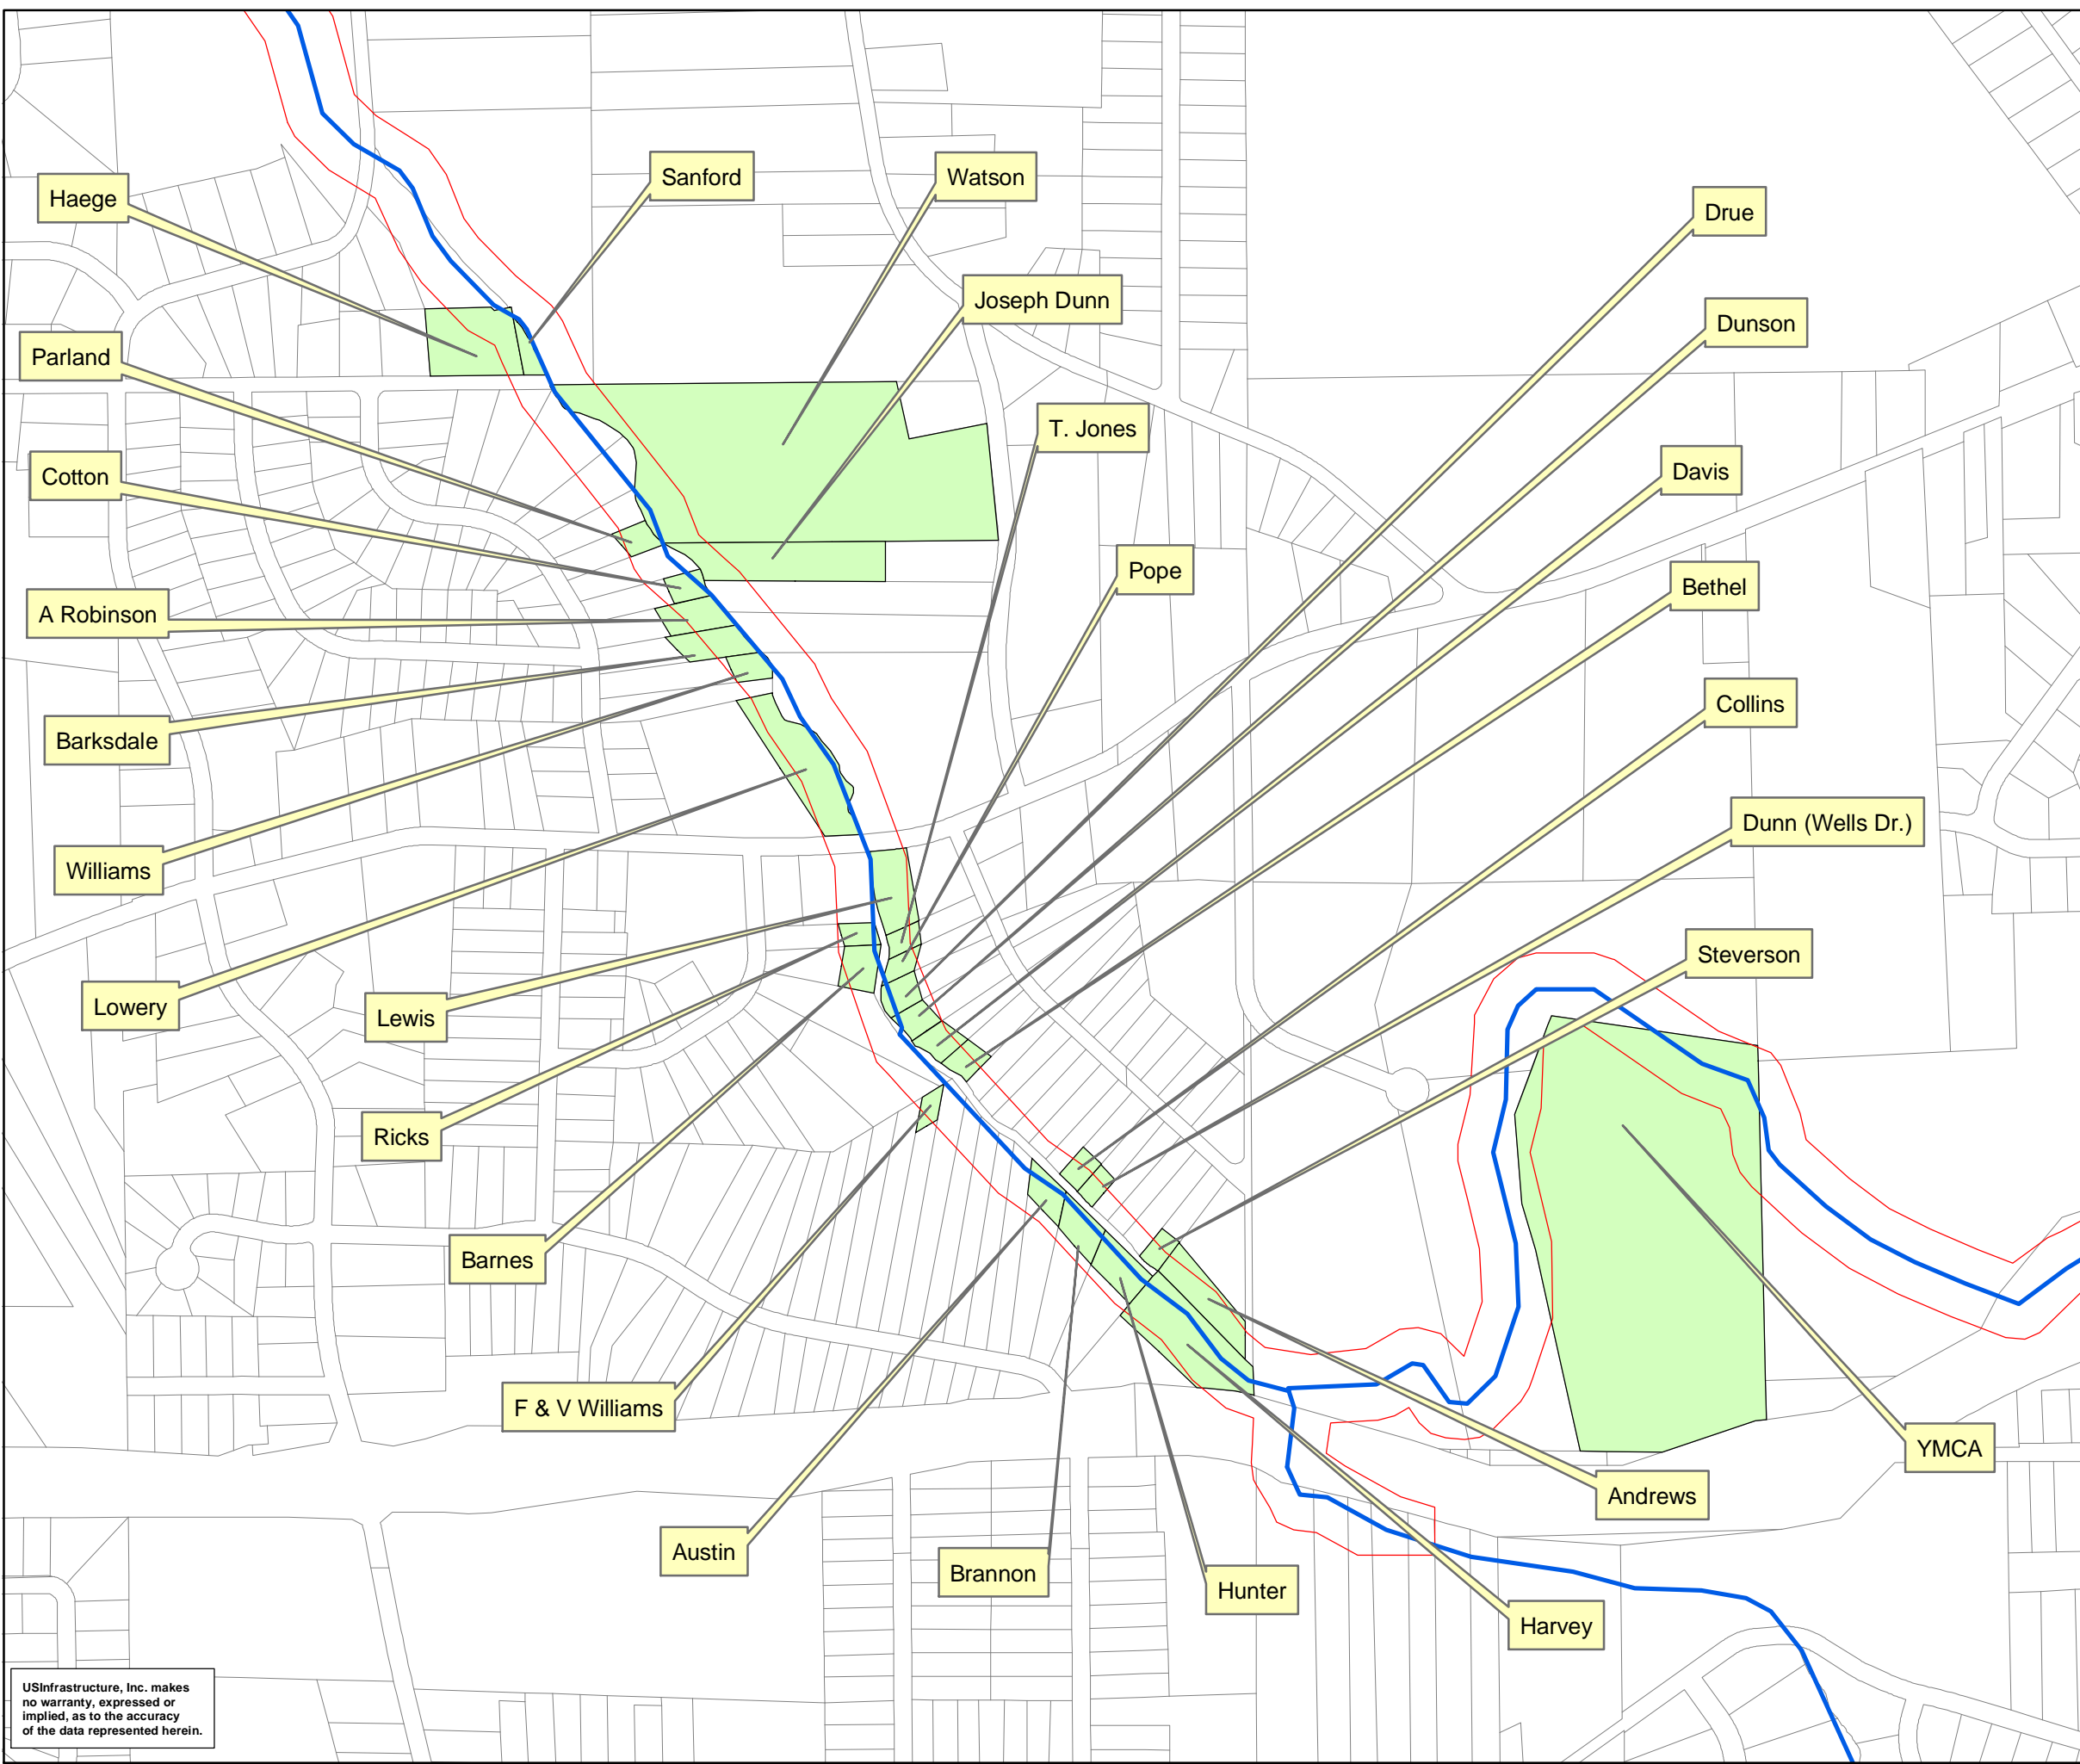 Sanford
Watson
Haege
Drue
Joseph Dunn
Dunson
Parland
T. Jones
Davis
Cotton
Pope
Bethel
A Robinson
Collins
Barksdale
Dunn (Wells Dr.)
Williams
Steverson
Lowery
Lewis
Ricks
Barnes
F & V Williams
YMCA
Andrews
Austin
Brannon
Hunter
Harvey
USInfrastructure, Inc. makes
no warranty, expressed or
implied, as to the accuracy
of the data represented herein.